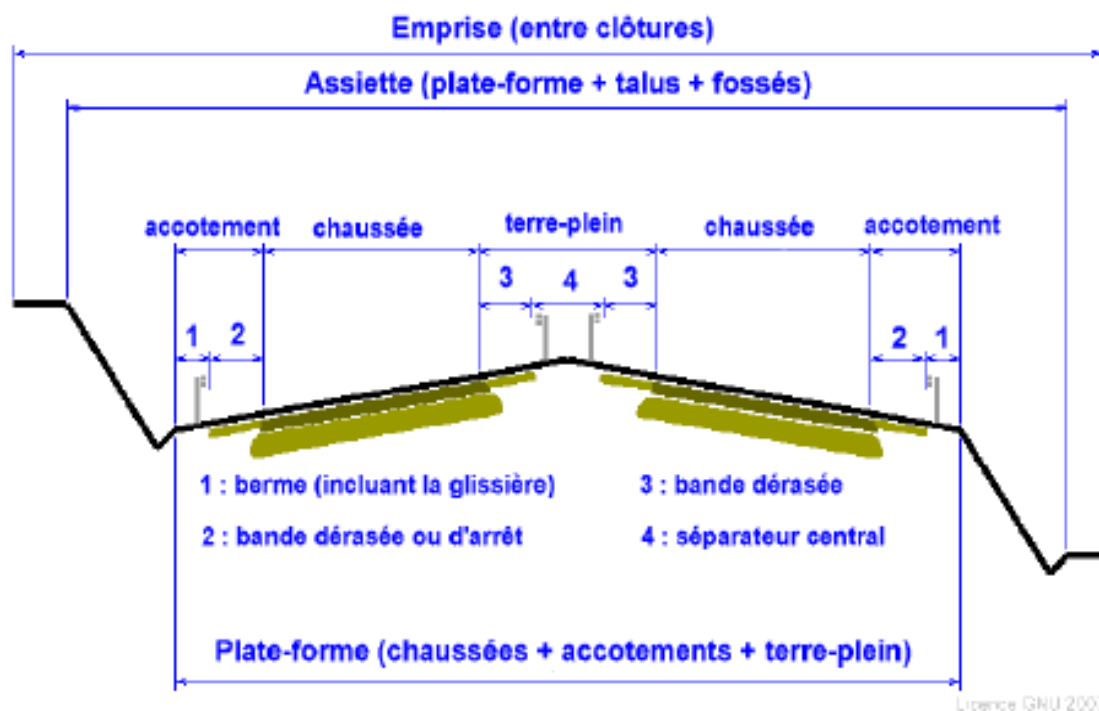 Emprise (entre clôtures)
Assiette (plate-forme + talus + fossés)
accotement chaussée terre-plein chaussée accotement
3 4 3
1 2 2 1
1 : berme (incluant la glissière) 3 : bande dérasée
2 : bande dérasée ou d'arrêt 4 : séparateur central
Plate-forme (chaussées + accotements + terre-plein)
Licence GNU